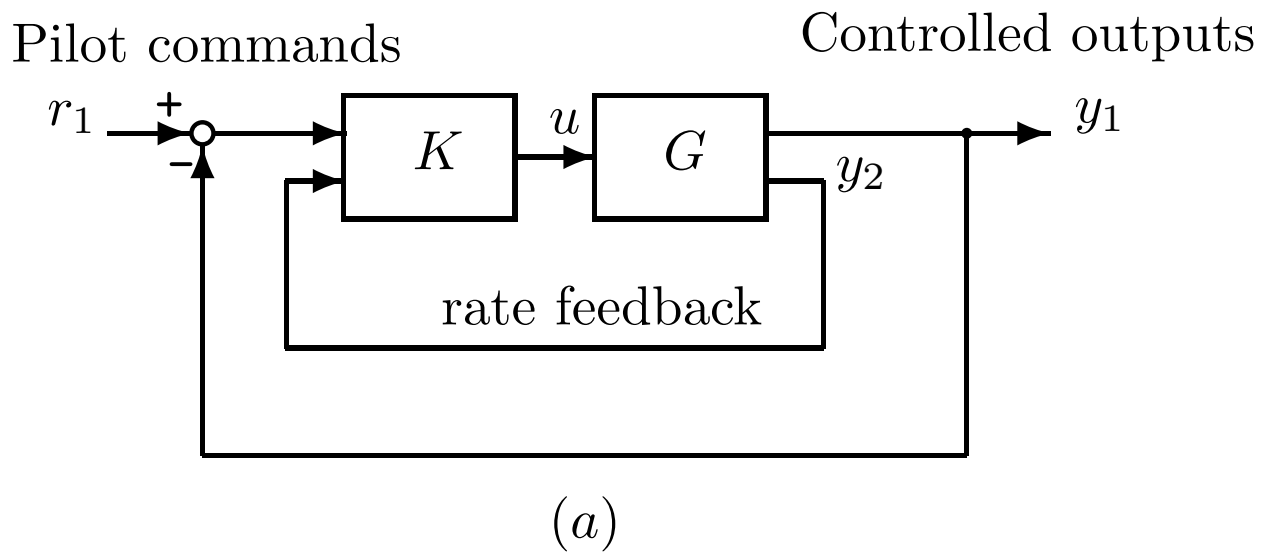 Pilot commands
Controlled outputs
r₁
+
−
K
u
G
y₁
y₂
rate feedback
(a)